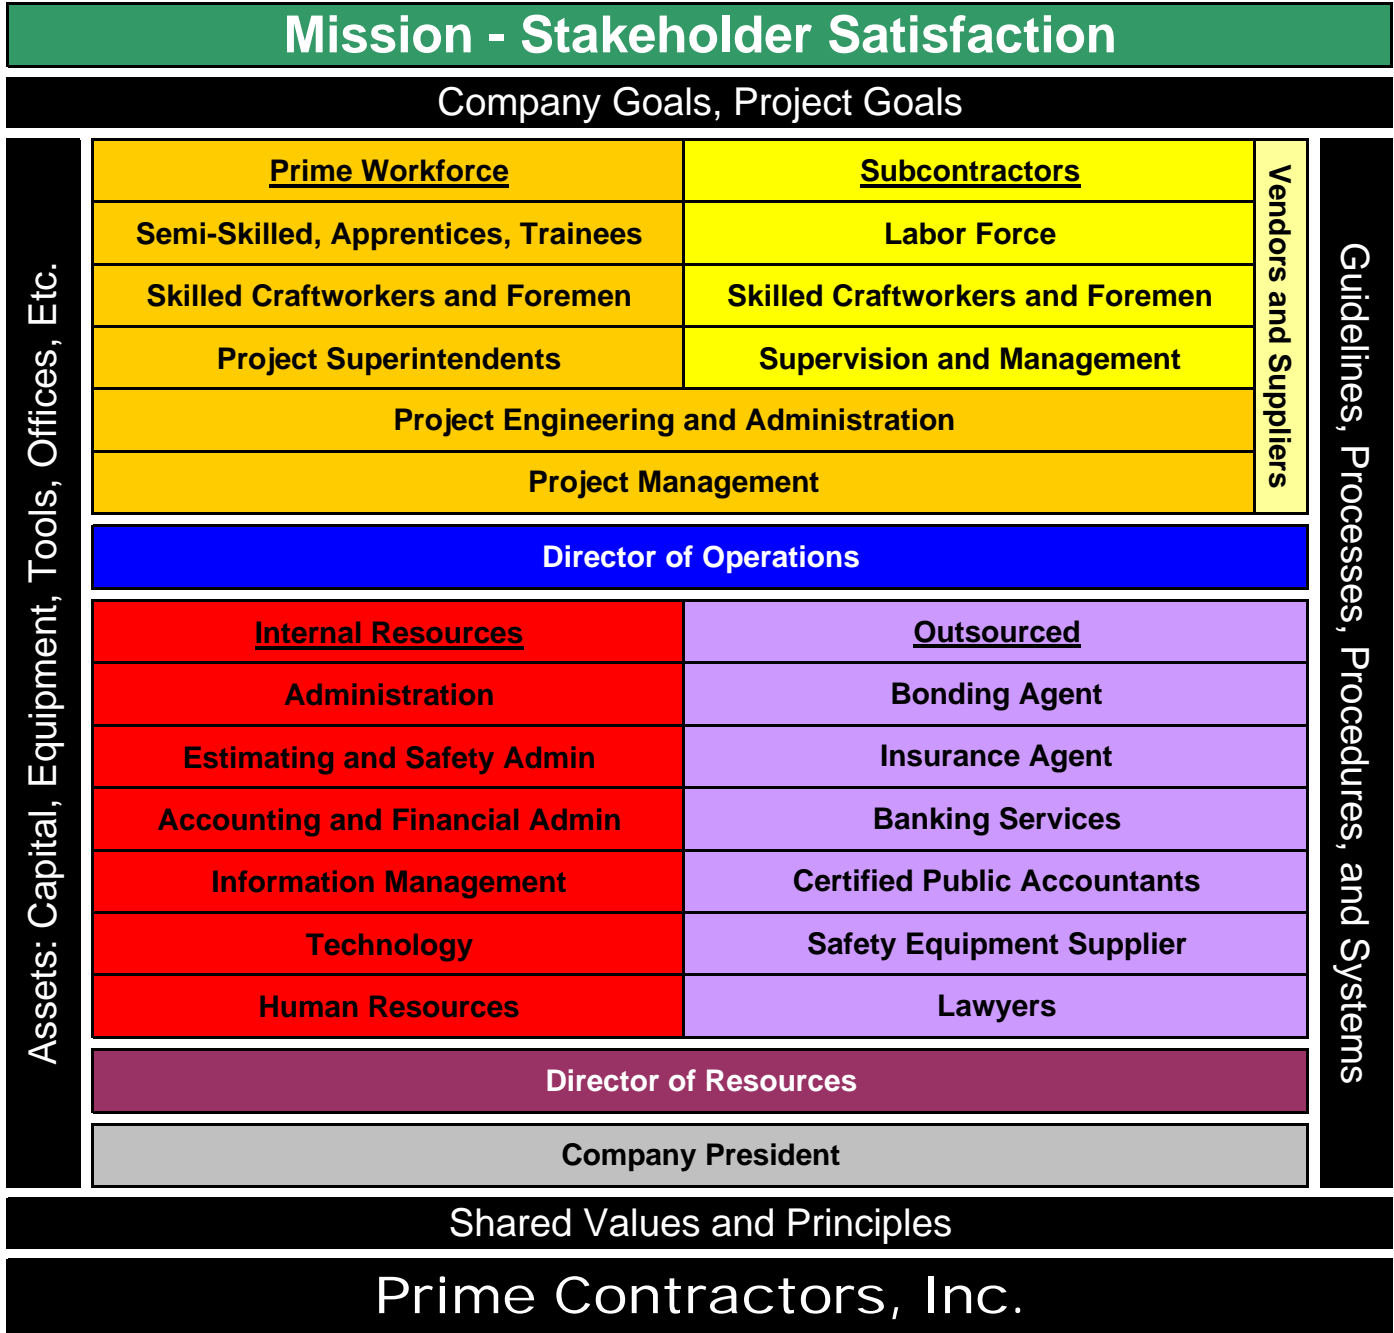 Mission - Stakeholder Satisfaction
Company Goals, Project Goals
Assets: Capital, Equipment, Tools, Offices, Etc.
Prime Workforce
Subcontractors
Semi-Skilled, Apprentices, Trainees
Labor Force
Skilled Craftworkers and Foremen
Skilled Craftworkers and Foremen
Project Superintendents
Supervision and Management
Project Engineering and Administration
Project Management
Vendors and Suppliers
Director of Operations
Internal Resources
Outsourced
Administration
Bonding Agent
Estimating and Safety Admin
Insurance Agent
Accounting and Financial Admin
Banking Services
Information Management
Certified Public Accountants
Technology
Safety Equipment Supplier
Human Resources
Lawyers
Director of Resources
Company President
Guidelines, Processes, Procedures, and Systems
Shared Values and Principles
Prime Contractors, Inc.